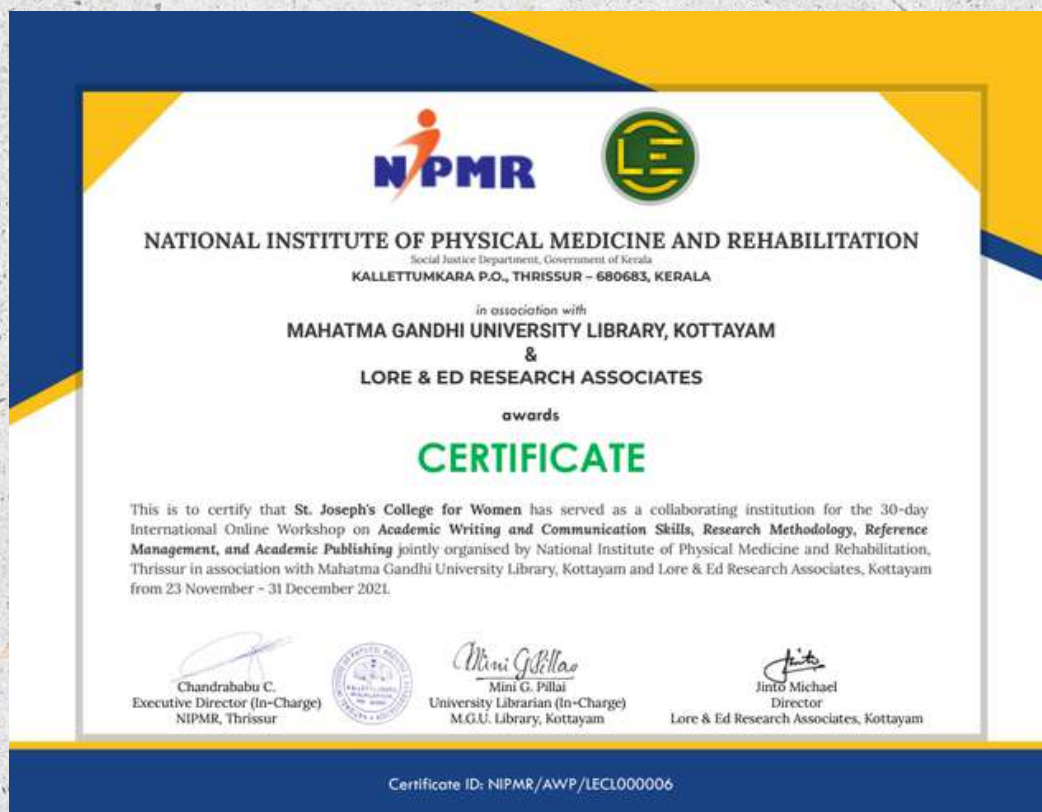 NIPMR
LE
NATIONAL INSTITUTE OF PHYSICAL MEDICINE AND REHABILITATION
Social Justice Department, Government of Kerala
KALLETTUMKARA P.O., THRISSUR – 680683, KERALA
in association with
MAHATMA GANDHI UNIVERSITY LIBRARY, KOTTAYAM
&
LORE & ED RESEARCH ASSOCIATES
awards
CERTIFICATE
This is to certify that St. Joseph's College for Women has served as a collaborating institution for the 30-day
International Online Workshop on Academic Writing and Communication Skills, Research Methodology, Reference
Management, and Academic Publishing jointly organised by National Institute of Physical Medicine and Rehabilitation,
Thrissur in association with Mahatma Gandhi University Library, Kottayam and Lore & Ed Research Associates, Kottayam
from 23 November - 31 December 2021.
Mini G Pillai
Jinto
Chandrababu C.
Executive Director (In-Charge)
NIPMR, Thrissur
Mini G. Pillai
University Librarian (In-Charge)
M.G.U. Library, Kottayam
Jinto Michael
Director
Lore & Ed Research Associates, Kottayam
Certificate ID: NIPMR/AWP/LECL000006